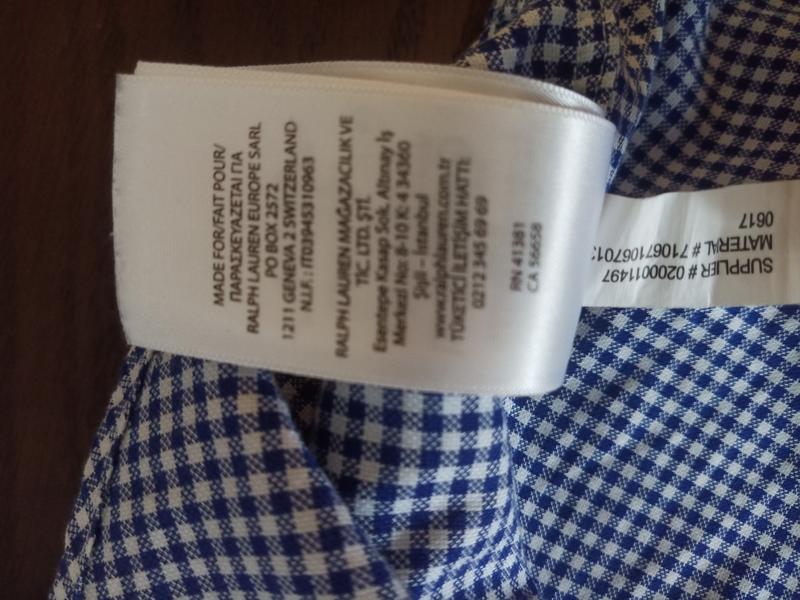 MADE FOR/FAIT POUR/
ΠΑΡΑΣΚΕΥΑΖΕΤΑΙ ΓΙΑ
RALPH LAUREN EUROPE SARL
PO BOX 2572
1211 GENEVA 2 SWITZERLAND
N.I.F. : IT03945310963
RALPH LAUREN MAĞAZACILIK VE
TİC. LTD. ŞTİ.
Esentepe Kasap Sok. Altınay İş
Merkezi No: 8-10 K: 4 34360
Şişli – İstanbul
www.ralphlauren.com.tr
TÜKETİCİ İLETİŞİM HATTI:
0212 345 69 69
RN 41381
CA 56658
SUPPLIER # 0200011497
MATERIAL #
0617